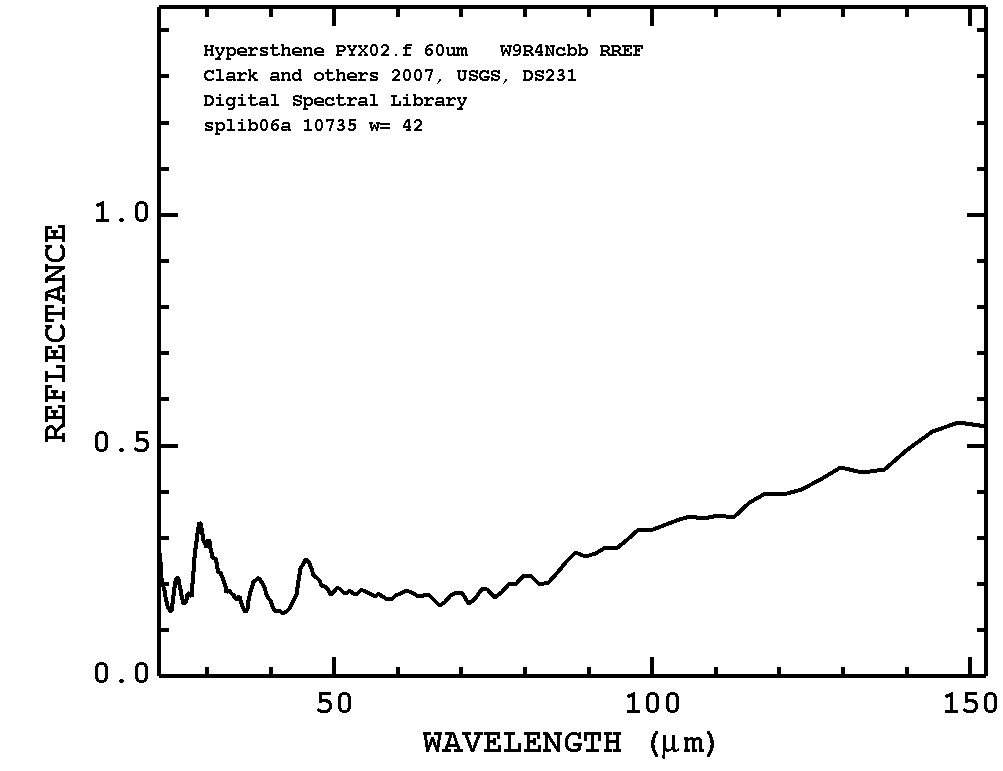 Hypersthene PYX02.f 60um W9R4Ncbb RREF
Clark and others 2007, USGS, DS231
Digital Spectral Library
splib06a 10735 w= 42
REFLECTANCE
1.0
0.5
0.0
50 100 150
WAVELENGTH (μm)